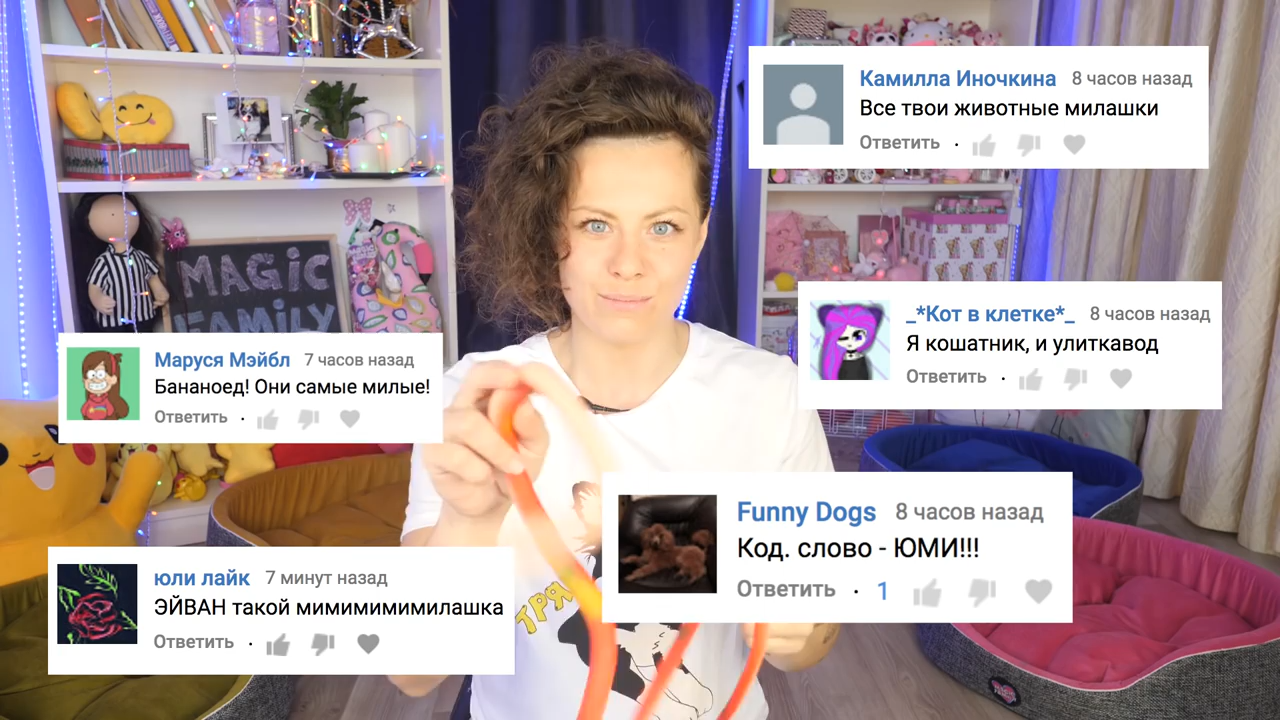 Камилла Иночкина 8 часов назад
Все твои животные милашки
Ответить
MAGIC
FAMILY
_*Кот в клетке*_ 8 часов назад
Я кошатник, и улиткавод
Ответить
Маруся Мэйбл 7 часов назад
Бананоед! Они самые милые!
Ответить
Funny Dogs 8 часов назад
Код. слово - ЮМИ!!!
Ответить 1
юли лайк 7 минут назад
ЭЙВАН такой мимимимимилашка
Ответить